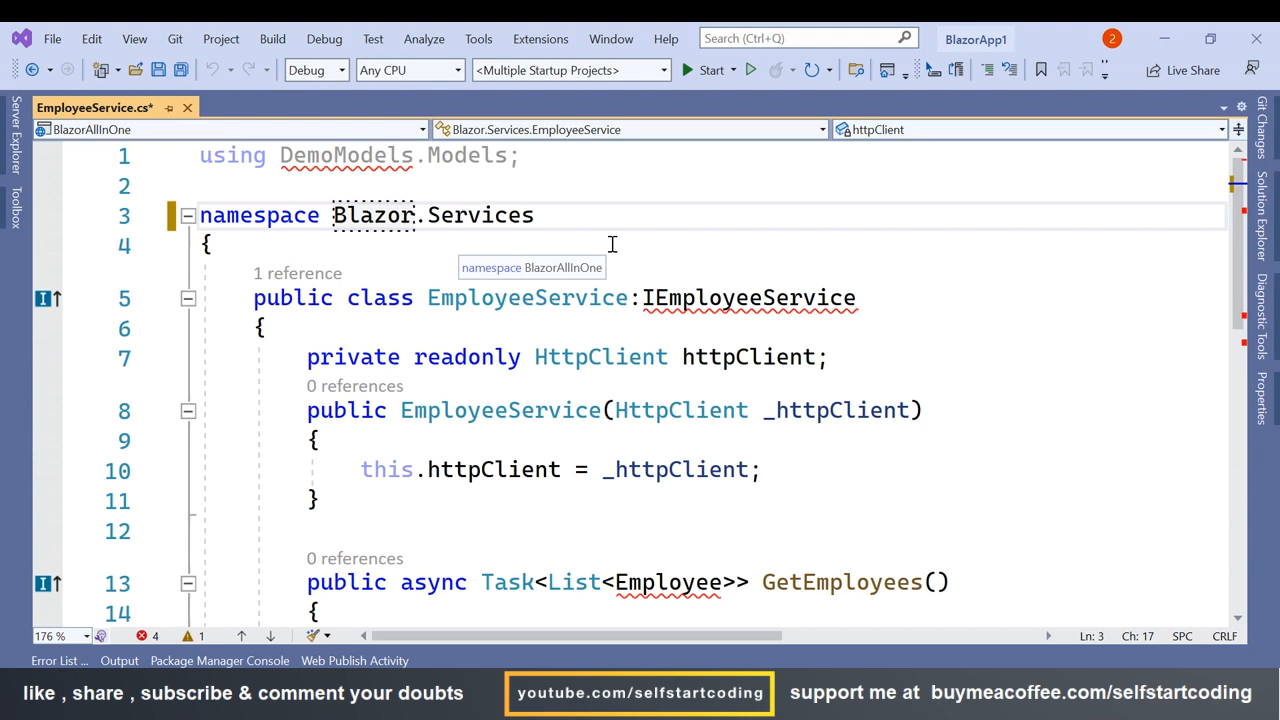 File Edit View Git Project Build Debug Test Analyze Tools Extensions Window Help Search (Ctrl+Q) BlazorApp1 2
Debug Any CPU <Multiple Startup Projects> Start Live Share
Server Explorer
Toolbox
EmployeeService.cs*
BlazorAllInOne Blazor.Services.EmployeeService httpClient
1 using DemoModels.Models;
2
3 namespace Blazor.Services
4 {
namespace BlazorAllInOne
1 reference
5 public class EmployeeService:IEmployeeService
6 {
7 private readonly HttpClient httpClient;
0 references
8 public EmployeeService(HttpClient _httpClient)
9 {
10 this.httpClient = _httpClient;
11 }
12
0 references
13 public async Task<List<Employee>> GetEmployees()
14 {
Git Changes
Solution Explorer
Diagnostic Tools
Properties
176 % 4 1 Ln: 3 Ch: 17 SPC CRLF
Error List ... Output Package Manager Console Web Publish Activity
like , share , subscribe & comment your doubts youtube.com/selfstartcoding support me at buymeacoffee.com/selfstartcoding